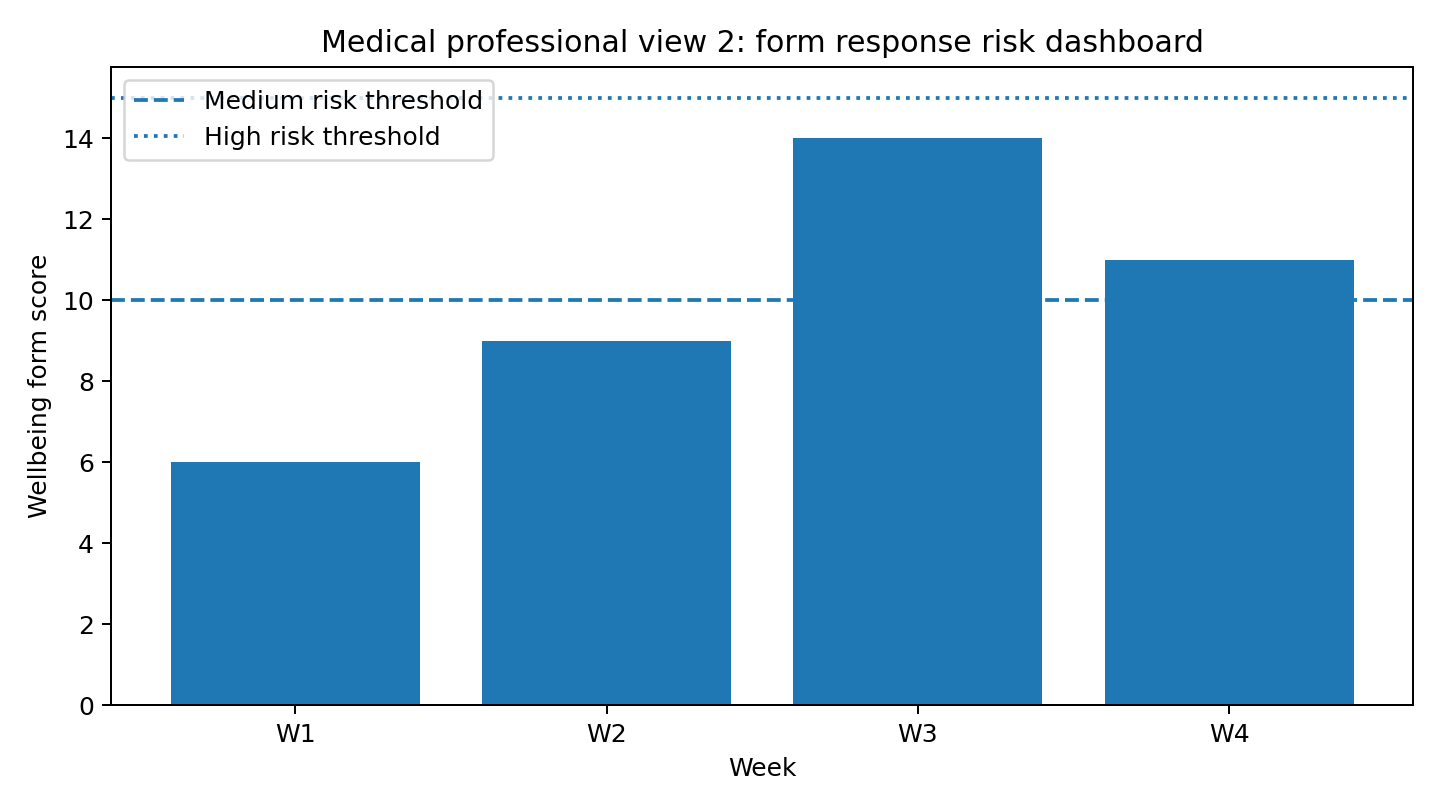 Medical professional view 2: form response risk dashboard
Medium risk threshold
High risk threshold
Wellbeing form score
14
12
10
8
6
4
2
0
W1 W2 W3 W4
Week